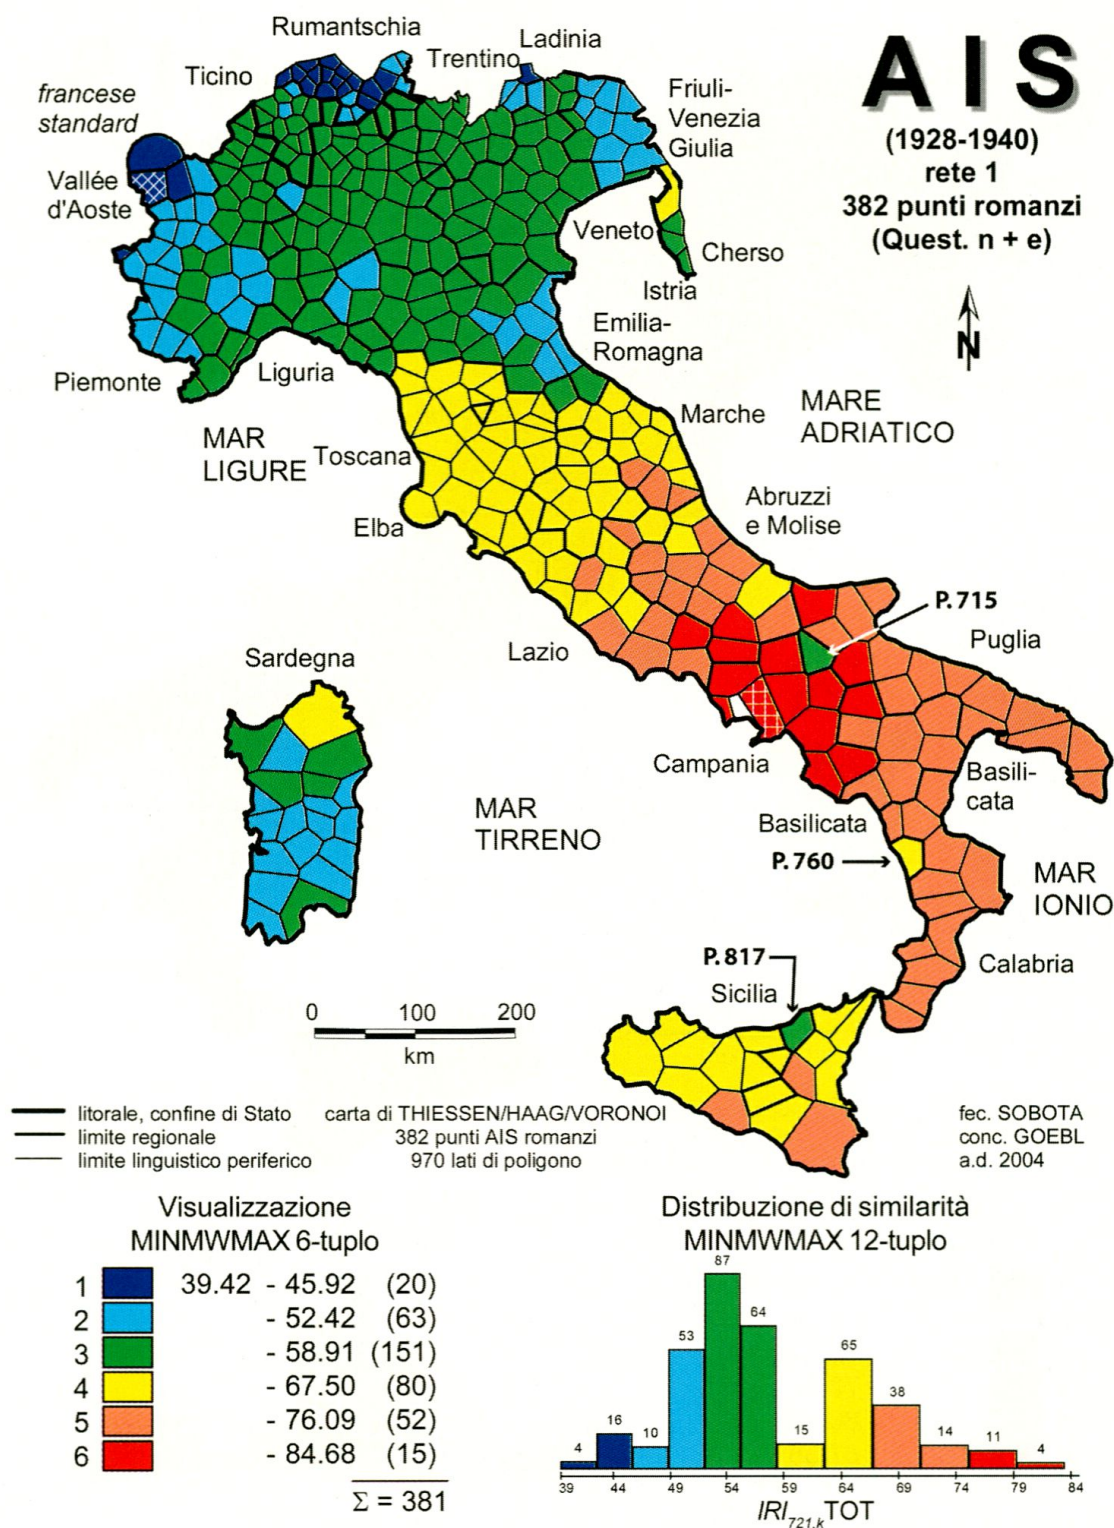 AIS
(1928-1940)
rete 1
382 punti romanzi
(Quest. n + e)
N
Rumantschia
Ladinia
Trentino
Ticino
francese
standard
Friuli-
Venezia
Giulia
Vallée
d'Aoste
Veneto
Cherso
Istria
Emilia-
Romagna
Piemonte
Liguria
Marche
MARE
ADRIATICO
MAR
LIGURE
Toscana
Elba
Abruzzi
e Molise
P.715
Puglia
Lazio
Sardegna
Campania
Basili-
cata
MAR
TIRRENO
Basilicata
P.760
MAR
IONIO
P.817
Sicilia
Calabria
0 100 200
km
litorale, confine di Stato
limite regionale
limite linguistico periferico
carta di THIESSEN/HAAG/VORONOI
382 punti AIS romanzi
970 lati di poligono
fec. SOBOTA
conc. GOEBL
a.d. 2004
Visualizzazione
MINMWMAX 6-tuplo
1 39.42 - 45.92 (20)
2 - 52.42 (63)
3 - 58.91 (151)
4 - 67.50 (80)
5 - 76.09 (52)
6 - 84.68 (15)
Σ = 381
Distribuzione di similarità
MINMWMAX 12-tuplo
4 16 10 53 87 64 15 65 38 14 11 4
39 44 49 54 59 64 69 74 79 84
IRI721,kTOT